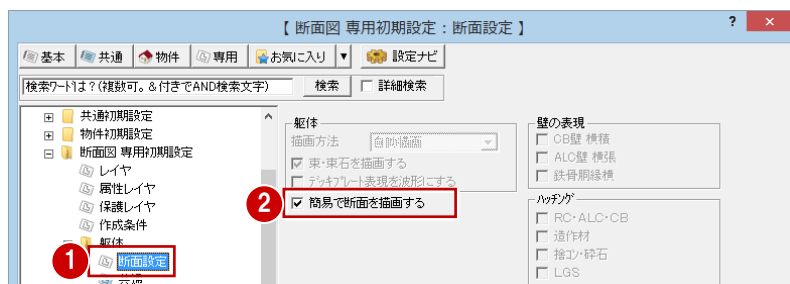 【 断面図 専用初期設定：断面設定 】
?
×
基本 共通 物件 専用 お気に入り ▼ 設定ナビ
検索ワードは？(複数可。＆付きでAND検索文字) 検索 詳細検索
共通初期設定
物件初期設定
断面図 専用初期設定
レイヤ
属性レイヤ
保護レイヤ
作成条件
躯体
1 断面設定
躯体
描画方法 自動描画
束・束石を描画する
デッキプレート表現を波形にする
2 簡易で断面を描画する
壁の表現
CB壁 横積
ALC壁 横張
鉄骨胴縁横
ハッチング
RC・ALC・CB
造作材
捨コン・砕石
LGS